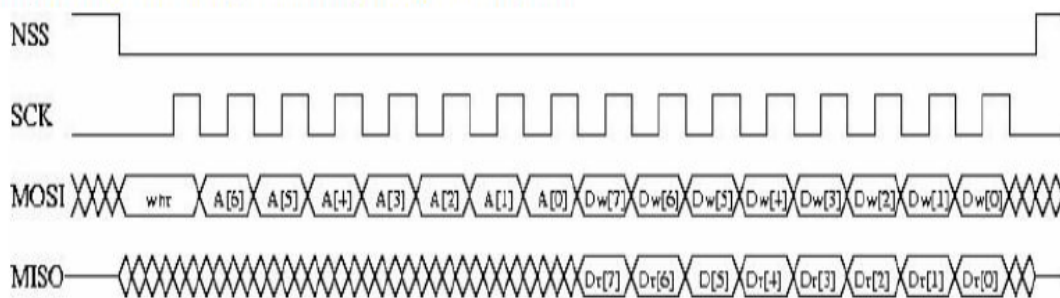 NSS
SCK
MOSI whr A[6] A[5] A[4] A[3] A[2] A[1] A[0] Dw[7] Dw[6] Dw[5] Dw[4] Dw[3] Dw[2] Dw[1] Dw[0]
MISO Dr[7] Dr[6] D[5] Dr[4] Dr[3] Dr[2] Dr[1] Dr[0]